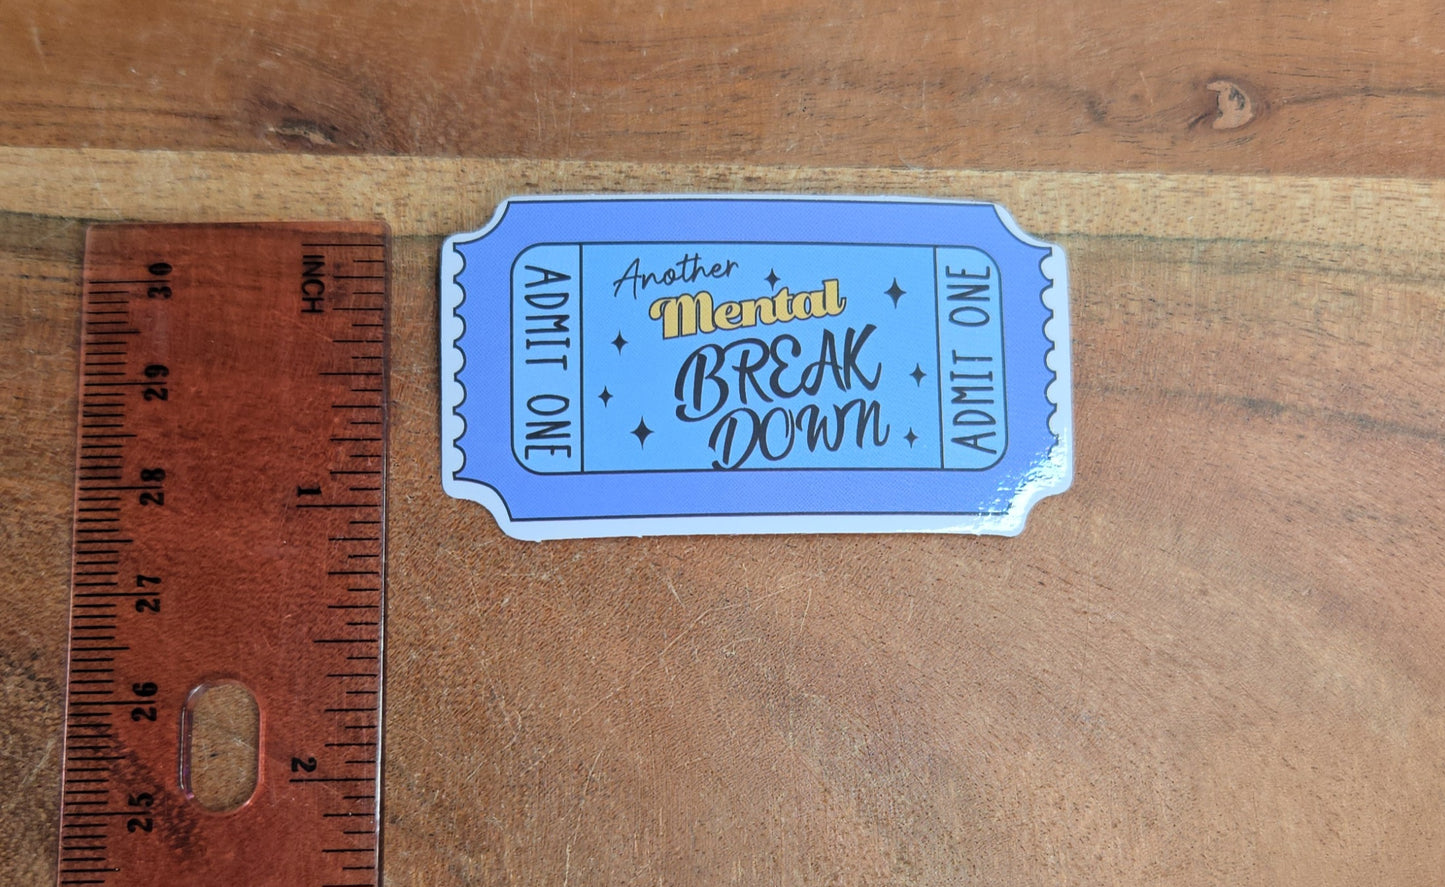 INCH
30
29
28
1
27
26
2
25
ADMIT ONE
Another
Mental
BREAK
DOWN
ADMIT ONE